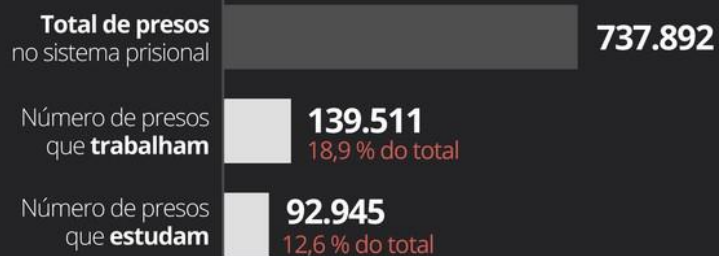 Total de presos
no sistema prisional
737.892
Número de presos
que trabalham
139.511
18,9 % do total
Número de presos
que estudam
92.945
12,6 % do total